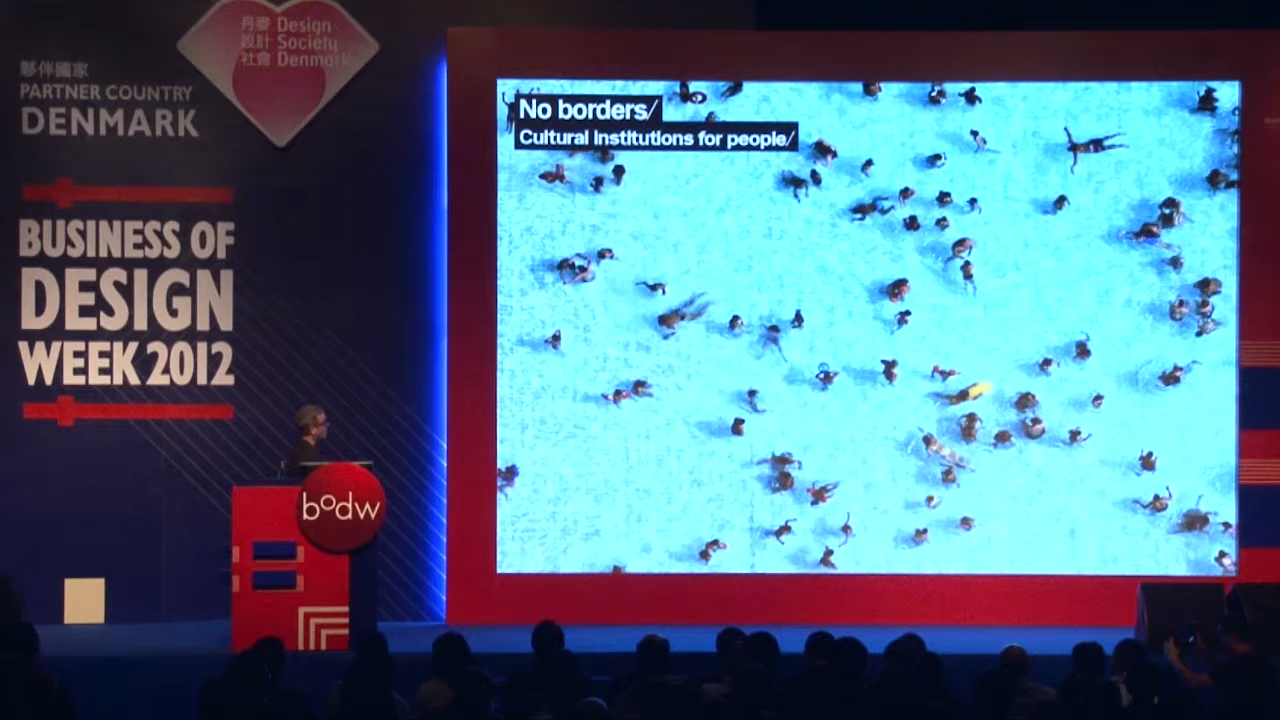 丹麥 Design
設計 Society
社會 Denmark
夥伴國家
PARTNER COUNTRY
DENMARK
BUSINESS OF
DESIGN
WEEK 2012
bodw
No borders/
Cultural institutions for people/